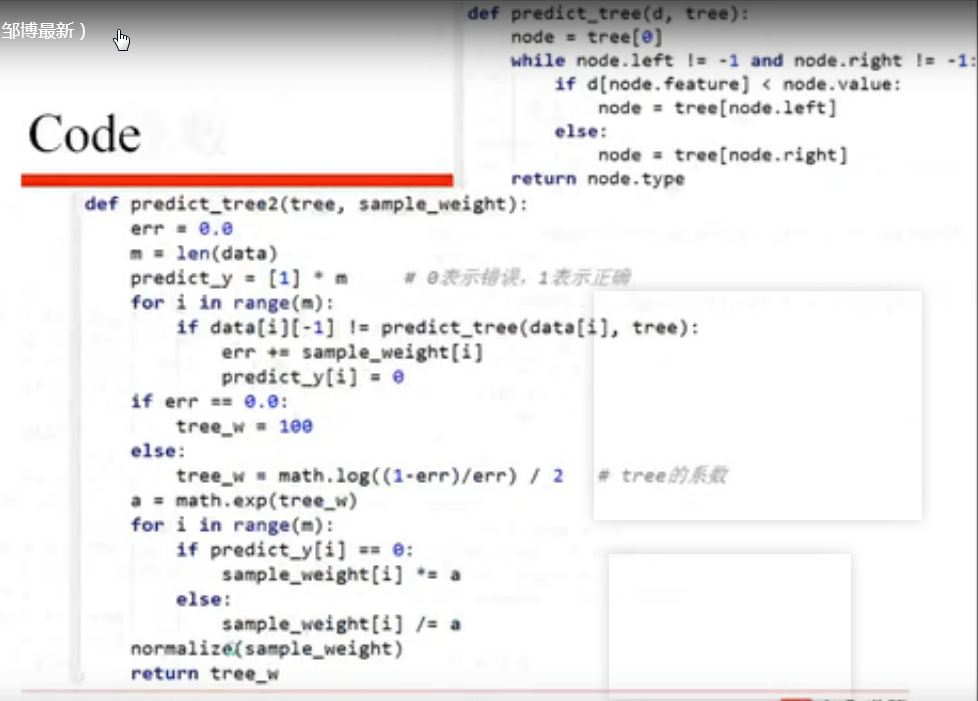 邹博最新）
def predict_tree(d, tree):
node = tree[0]
while node.left != -1 and node.right != -1:
if d[node.feature] < node.value:
node = tree[node.left]
else:
node = tree[node.right]
return node.type
Code
def predict_tree2(tree, sample_weight):
err = 0.0
m = len(data)
predict_y = [1] * m # 0表示错误，1表示正确
for i in range(m):
if data[i][-1] != predict_tree(data[i], tree):
err += sample_weight[i]
predict_y[i] = 0
if err == 0.0:
tree_w = 100
else:
tree_w = math.log((1-err)/err) / 2 # tree的系数
a = math.exp(tree_w)
for i in range(m):
if predict_y[i] == 0:
sample_weight[i] *= a
else:
sample_weight[i] /= a
normalize(sample_weight)
return tree_w